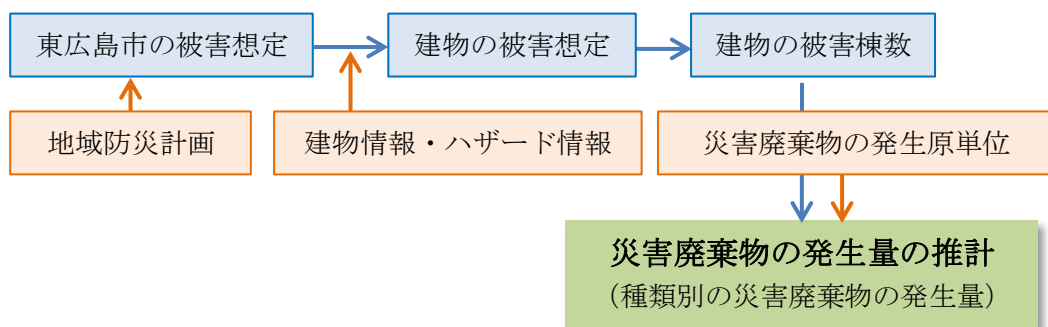 東広島市の被害想定
建物の被害想定
建物の被害棟数
地域防災計画
建物情報・ハザード情報
災害廃棄物の発生原単位
災害廃棄物の発生量の推計
（種類別の災害廃棄物の発生量）